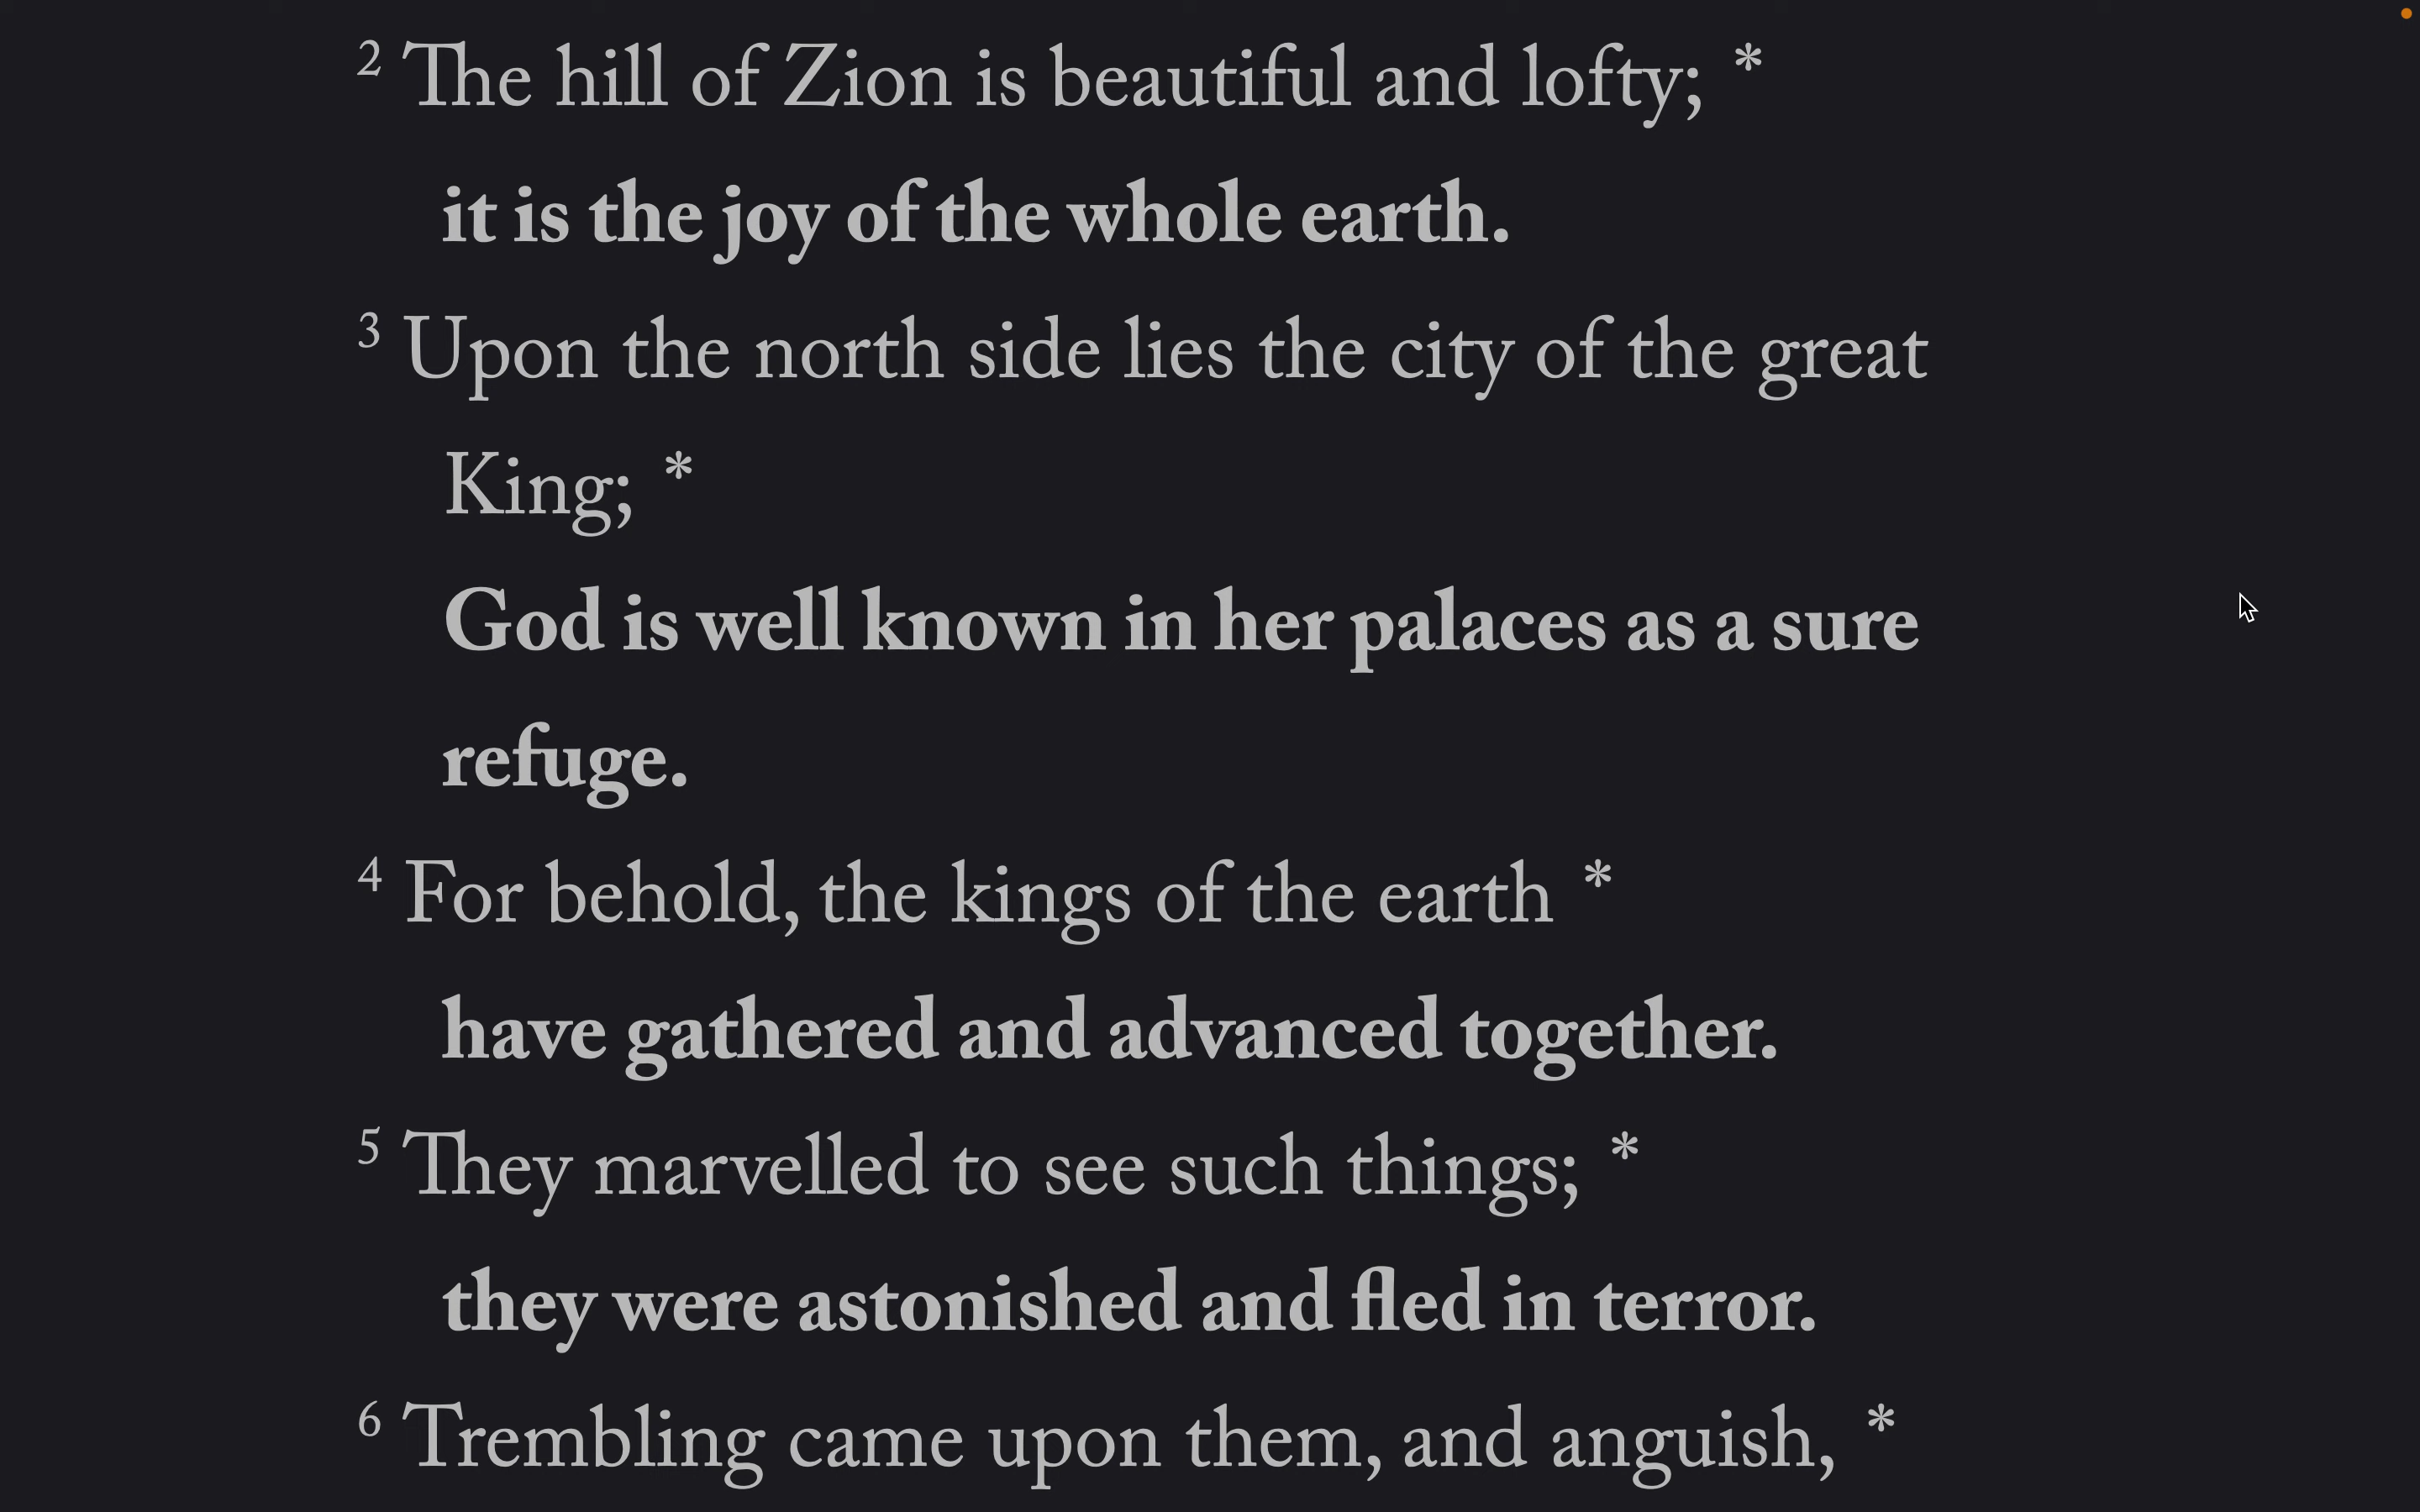 2 The hill of Zion is beautiful and lofty; *
it is the joy of the whole earth.
3 Upon the north side lies the city of the great
King; *
God is well known in her palaces as a sure
refuge.
4 For behold, the kings of the earth *
have gathered and advanced together.
5 They marvelled to see such things; *
they were astonished and fled in terror.
6 Trembling came upon them, and anguish, *